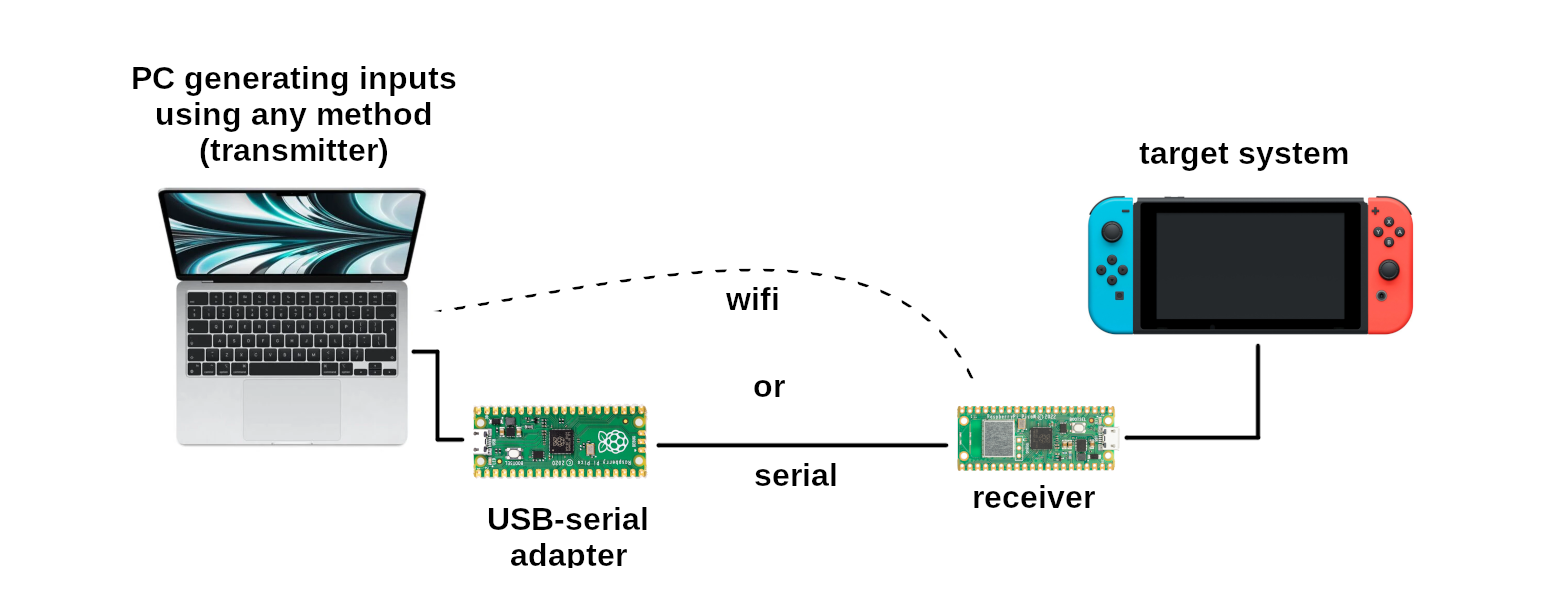 PC generating inputs
using any method
(transmitter)
target system
wifi
or
serial
USB-serial
adapter
receiver